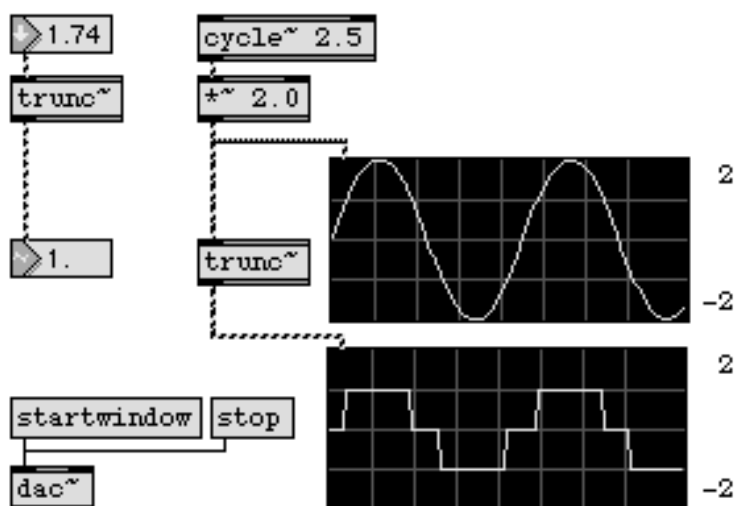 1.74
cycle~ 2.5
trunc~
*~ 2.0
2
1.
trunc~
-2
2
startwindow
stop
dac~
-2